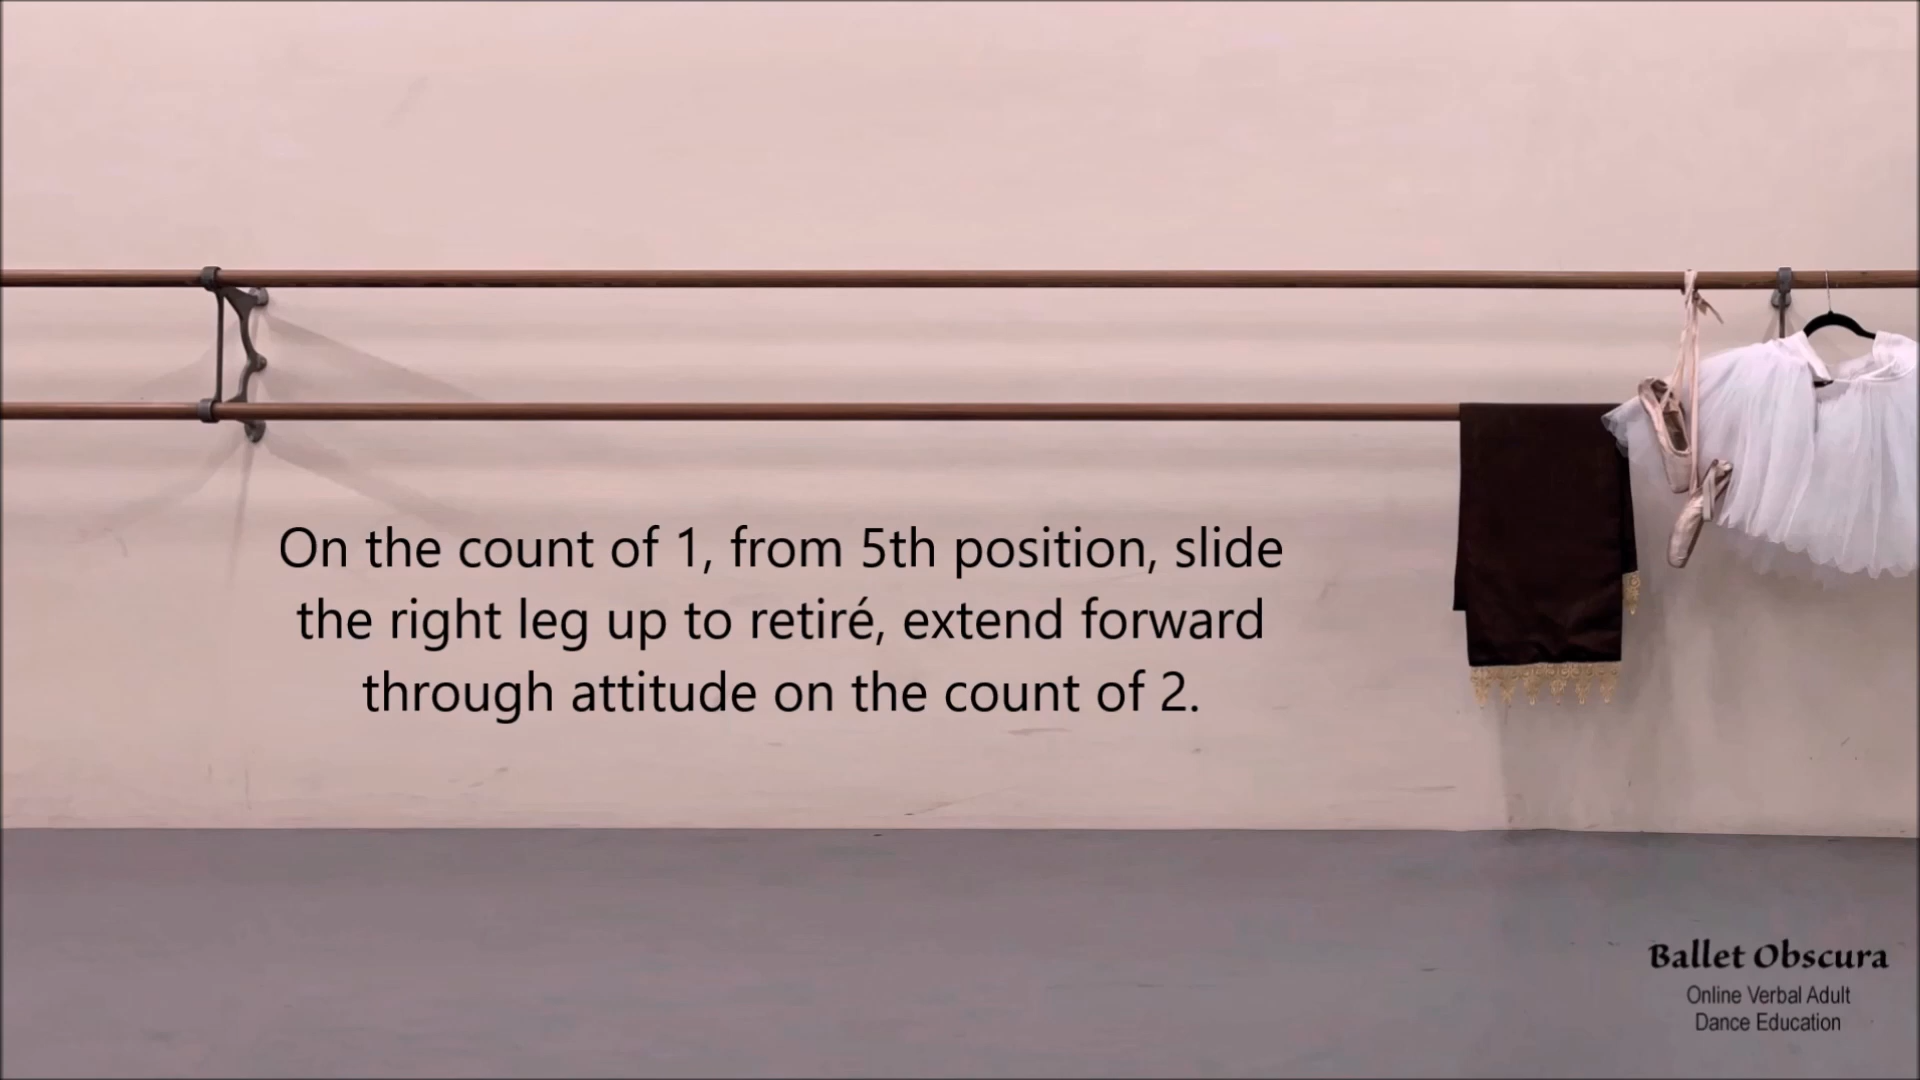 On the count of 1, from 5th position, slide
the right leg up to retiré, extend forward
through attitude on the count of 2.
Ballet Obscura
Online Verbal Adult
Dance Education